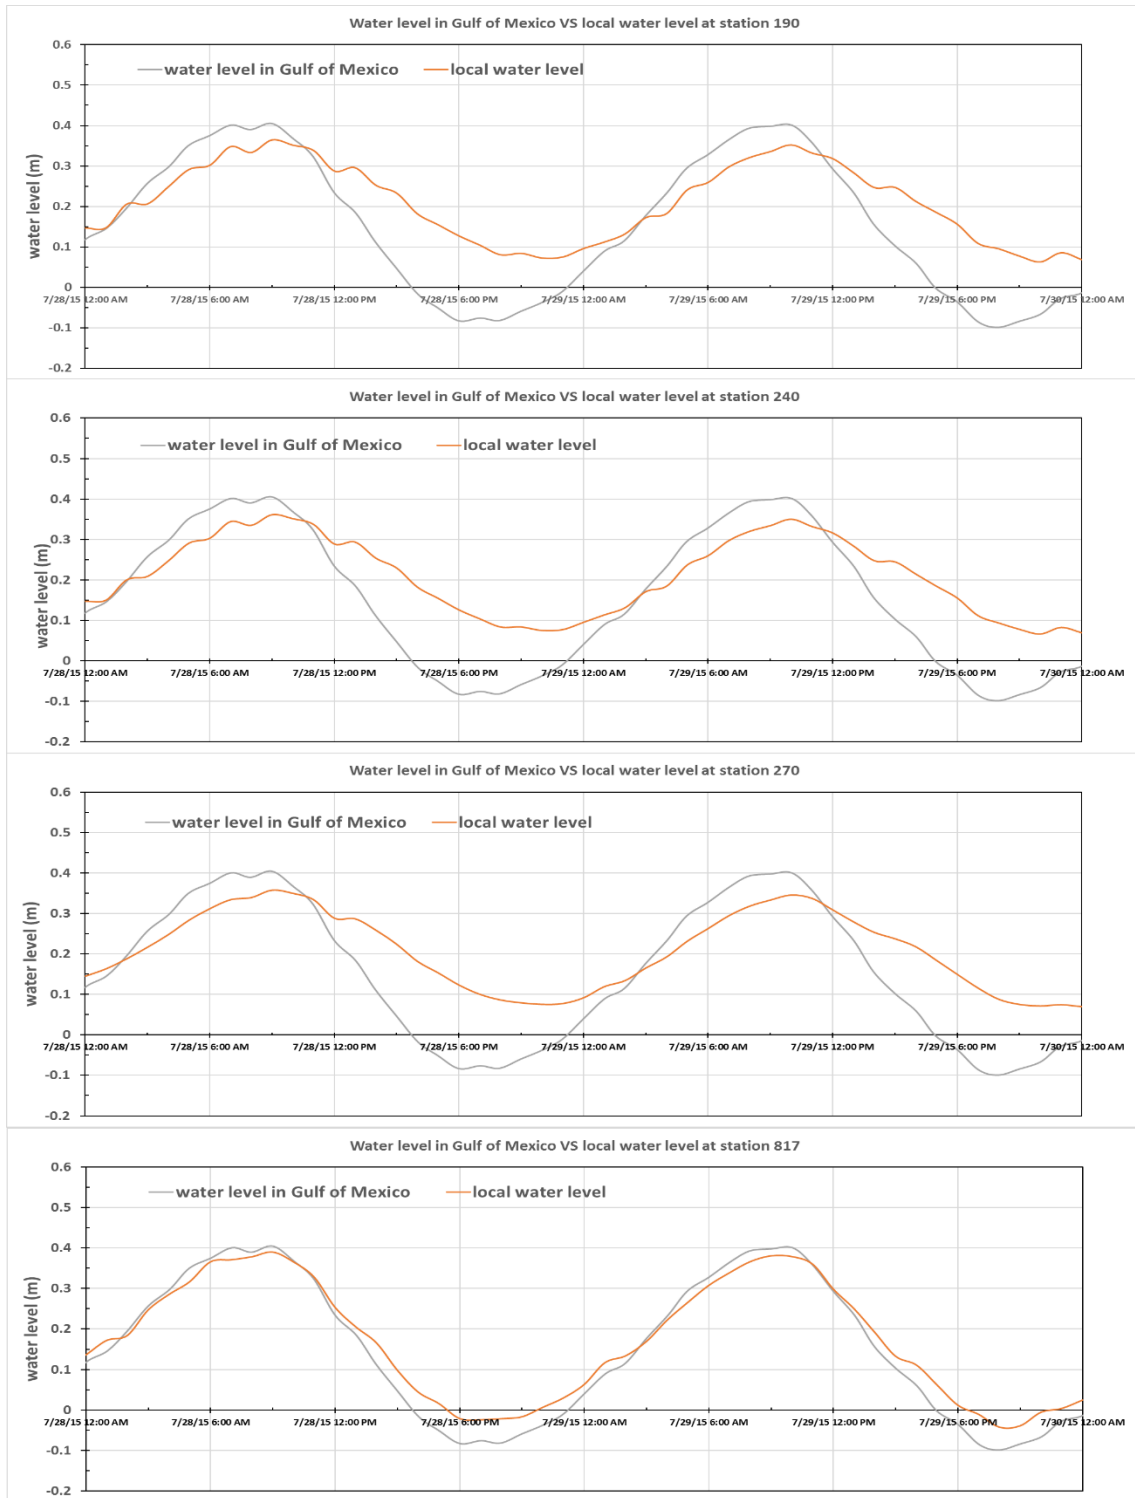 Water level in Gulf of Mexico VS local water level at station 190
0.6
water level in Gulf of Mexico local water level
0.5
0.4
0.3
0.2
0.1
0
-0.1
-0.2
water level (m)
7/28/15 12:00 AM 7/28/15 6:00 AM 7/28/15 12:00 PM 7/28/15 6:00 PM 7/29/15 12:00 AM 7/29/15 6:00 AM 7/29/15 12:00 PM 7/29/15 6:00 PM 7/30/15 12:00 AM
Water level in Gulf of Mexico VS local water level at station 240
0.6
water level in Gulf of Mexico local water level
0.5
0.4
0.3
0.2
0.1
0
-0.1
-0.2
water level (m)
7/28/15 12:00 AM 7/28/15 6:00 AM 7/28/15 12:00 PM 7/28/15 6:00 PM 7/29/15 12:00 AM 7/29/15 6:00 AM 7/29/15 12:00 PM 7/29/15 6:00 PM 7/30/15 12:00 AM
Water level in Gulf of Mexico VS local water level at station 270
0.6
water level in Gulf of Mexico local water level
0.5
0.4
0.3
0.2
0.1
0
-0.1
-0.2
water level (m)
7/28/15 12:00 AM 7/28/15 6:00 AM 7/28/15 12:00 PM 7/28/15 6:00 PM 7/29/15 12:00 AM 7/29/15 6:00 AM 7/29/15 12:00 PM 7/29/15 6:00 PM 7/30/15 12:00 AM
Water level in Gulf of Mexico VS local water level at station 817
0.6
water level in Gulf of Mexico local water level
0.5
0.4
0.3
0.2
0.1
0
-0.1
-0.2
water level (m)
7/28/15 12:00 AM 7/28/15 6:00 AM 7/28/15 12:00 PM 7/28/15 6:00 PM 7/29/15 12:00 AM 7/29/15 6:00 AM 7/29/15 12:00 PM 7/29/15 6:00 PM 7/30/15 12:00 AM